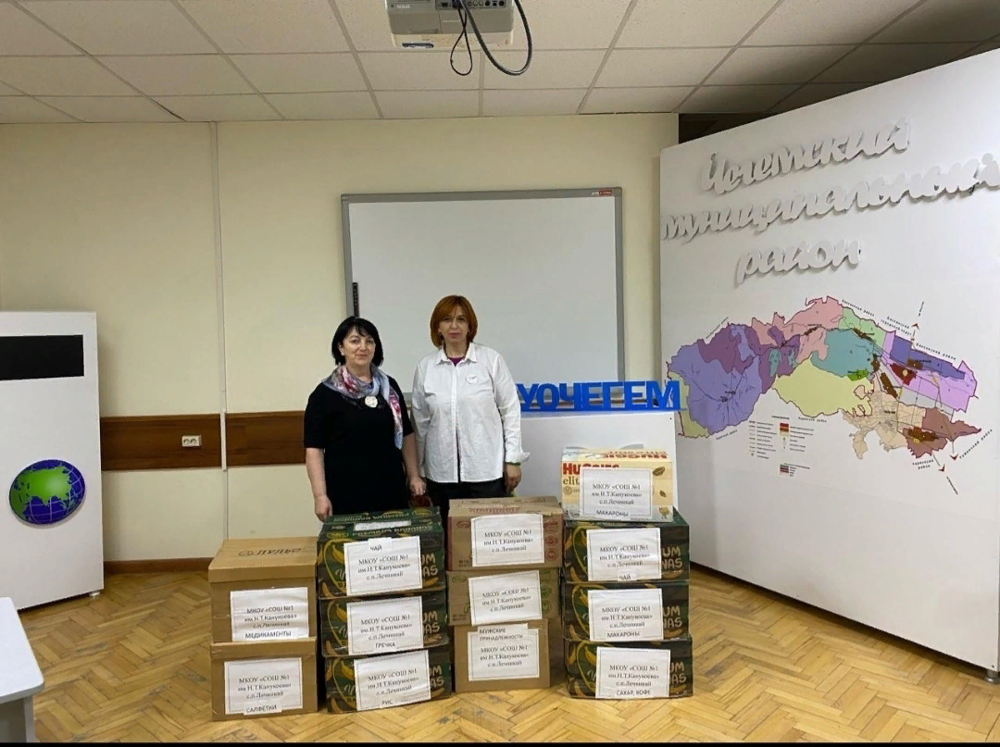 Чегемский
муниципальный
район
УОЧЕГЕМ
HUGGIES
elit
МКОУ «СОШ №1
им.Н.Т.Канукоева»
с.п.Лечинкай
МАКАРОНЫ
МКОУ «СОШ №1
им.Н.Т.Канукоева»
с.п.Лечинкай
МЕДИКАМЕНТЫ
МКОУ «СОШ №1
им.Н.Т.Канукоева»
с.п.Лечинкай
САЛФЕТКИ
ЧАЙ
МКОУ «СОШ №1
им.Н.Т.Канукоева»
с.п.Лечинкай
МКОУ «СОШ №1
им.Н.Т.Канукоева»
с.п.Лечинкай
ГРЕЧКА
МКОУ «СОШ №1
им.Н.Т.Канукоева»
с.п.Лечинкай
РИС
МКОУ «СОШ №1
им.Н.Т.Канукоева»
с.п.Лечинкай
МКОУ «СОШ №1
им.Н.Т.Канукоева»
с.п.Лечинкай
МУЖСКИЕ
ПРИНАДЛЕЖНОСТИ
МКОУ «СОШ №1
им.Н.Т.Канукоева»
с.п.Лечинкай
МКОУ «СОШ №1
им.Н.Т.Канукоева»
с.п.Лечинкай
ЧАЙ
МКОУ «СОШ №1
им.Н.Т.Канукоева»
с.п.Лечинкай
МАКАРОНЫ
МКОУ «СОШ №1
им.Н.Т.Канукоева»
с.п.Лечинкай
САХАР, КОФЕ